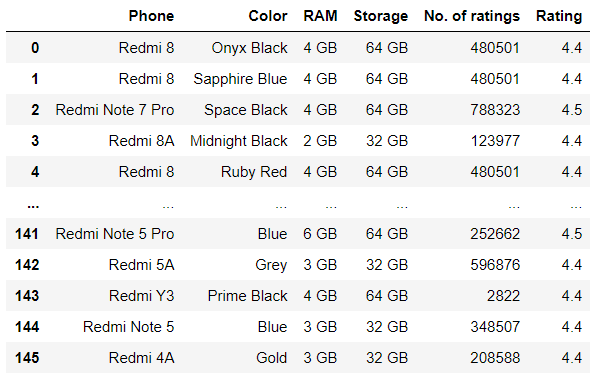 Phone Color RAM Storage No. of ratings Rating
0 Redmi 8 Onyx Black 4 GB 64 GB 480501 4.4
1 Redmi 8 Sapphire Blue 4 GB 64 GB 480501 4.4
2 Redmi Note 7 Pro Space Black 4 GB 64 GB 788323 4.5
3 Redmi 8A Midnight Black 2 GB 32 GB 123977 4.4
4 Redmi 8 Ruby Red 4 GB 64 GB 480501 4.4
... ... ... ... ... ... ...
141 Redmi Note 5 Pro Blue 6 GB 64 GB 252662 4.5
142 Redmi 5A Grey 3 GB 32 GB 596876 4.4
143 Redmi Y3 Prime Black 4 GB 64 GB 2822 4.4
144 Redmi Note 5 Blue 3 GB 32 GB 348507 4.4
145 Redmi 4A Gold 3 GB 32 GB 208588 4.4